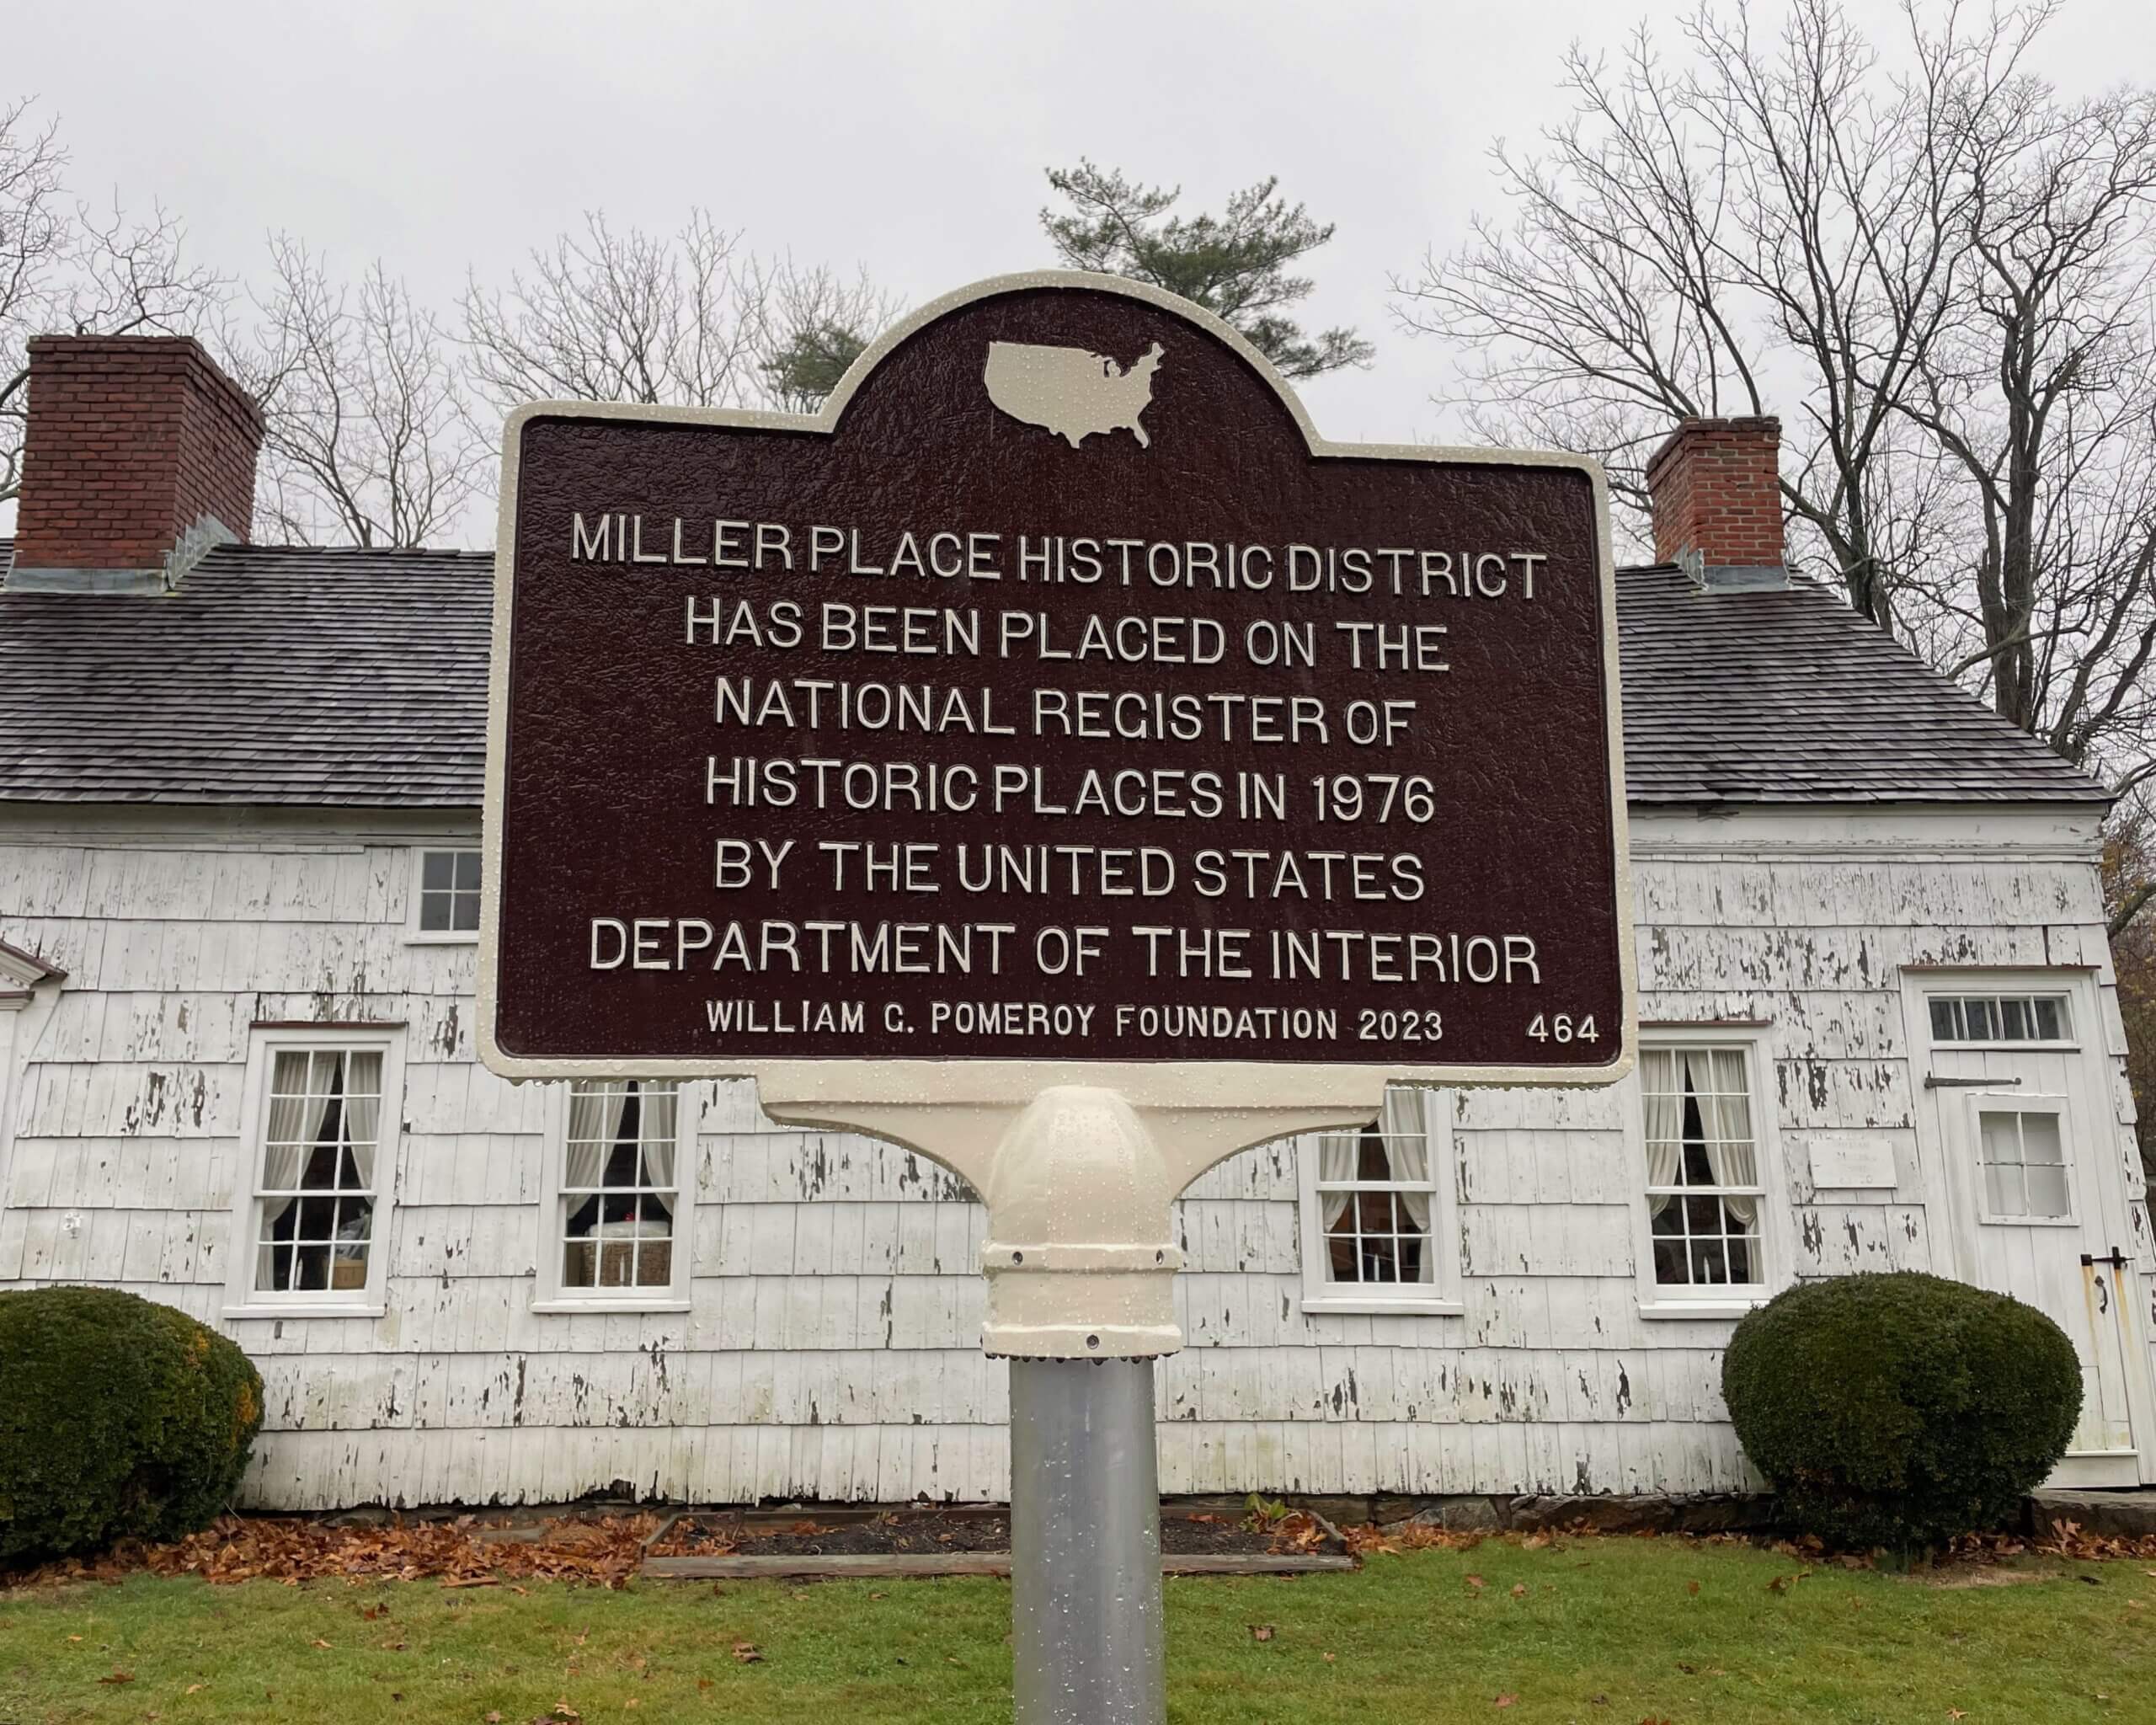 MILLER PLACE HISTORIC DISTRICT
HAS BEEN PLACED ON THE
NATIONAL REGISTER OF
HISTORIC PLACES IN 1976
BY THE UNITED STATES
DEPARTMENT OF THE INTERIOR
WILLIAM G. POMEROY FOUNDATION 2023 464